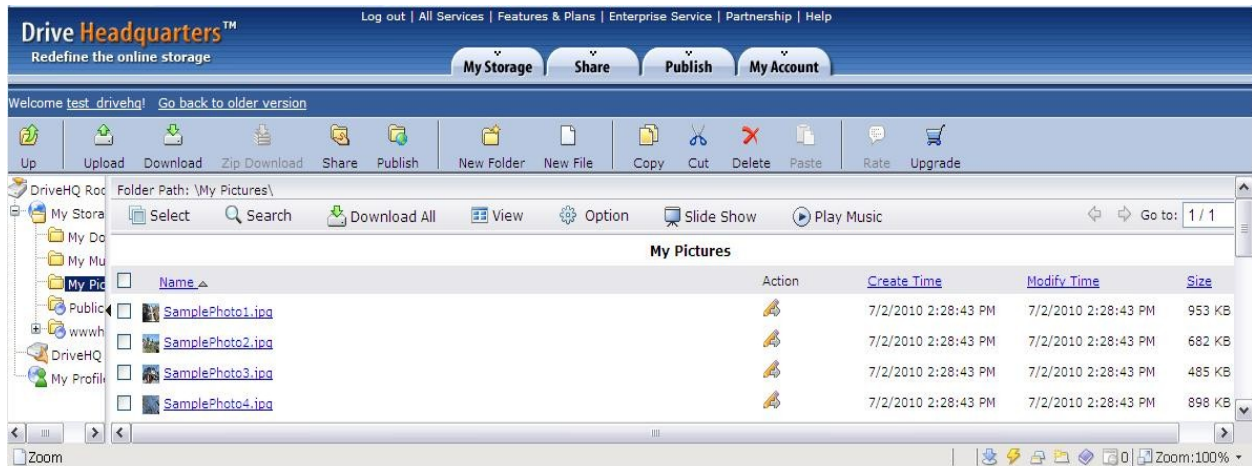 Log out | All Services | Features & Plans | Enterprise Service | Partnership | Help
Drive Headquarters™
Redefine the online storage
My Storage Share Publish My Account
Welcome test_drivehq! Go back to older version
Up Upload Download Zip Download Share Publish New Folder New File Copy Cut Delete Paste Rate Upgrade
DriveHQ Roo
My Stora
My Do
My Mu
My Pic
Public
wwwh
DriveHQ
My Profil
Folder Path: \My Pictures\
Select Search Download All View Option Slide Show Play Music Go to: 1 / 1
My Pictures
Name Action Create Time Modify Time Size
SamplePhoto1.jpg 7/2/2010 2:28:43 PM 7/2/2010 2:28:43 PM 953 KB
SamplePhoto2.jpg 7/2/2010 2:28:43 PM 7/2/2010 2:28:43 PM 682 KB
SamplePhoto3.jpg 7/2/2010 2:28:43 PM 7/2/2010 2:28:43 PM 485 KB
SamplePhoto4.jpg 7/2/2010 2:28:43 PM 7/2/2010 2:28:43 PM 898 KB
Zoom 0 Zoom:100%